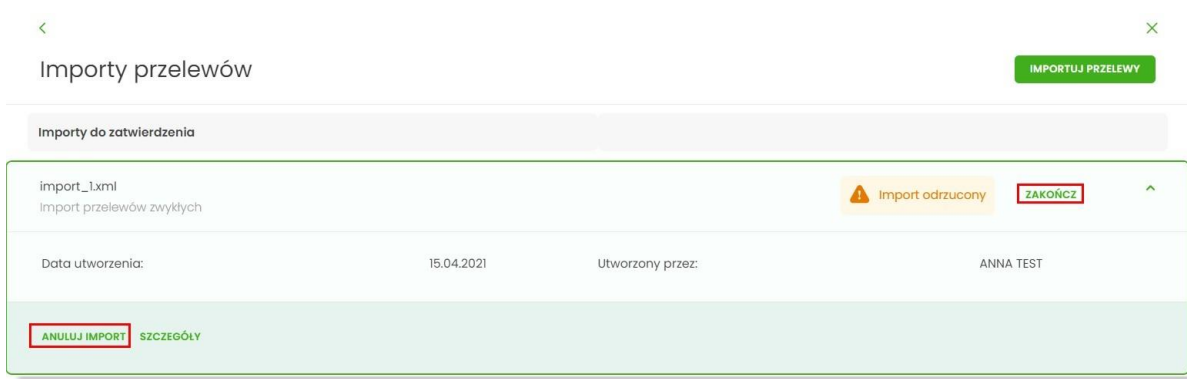 Importy przelewów
IMPORTUJ PRZELEWY
Importy do zatwierdzenia
import_1.xml
Import przelewów zwykłych
Import odrzucony
ZAKOŃCZ
Data utworzenia: 15.04.2021 Utworzony przez: ANNA TEST
ANULUJ IMPORT SZCZEGÓŁY